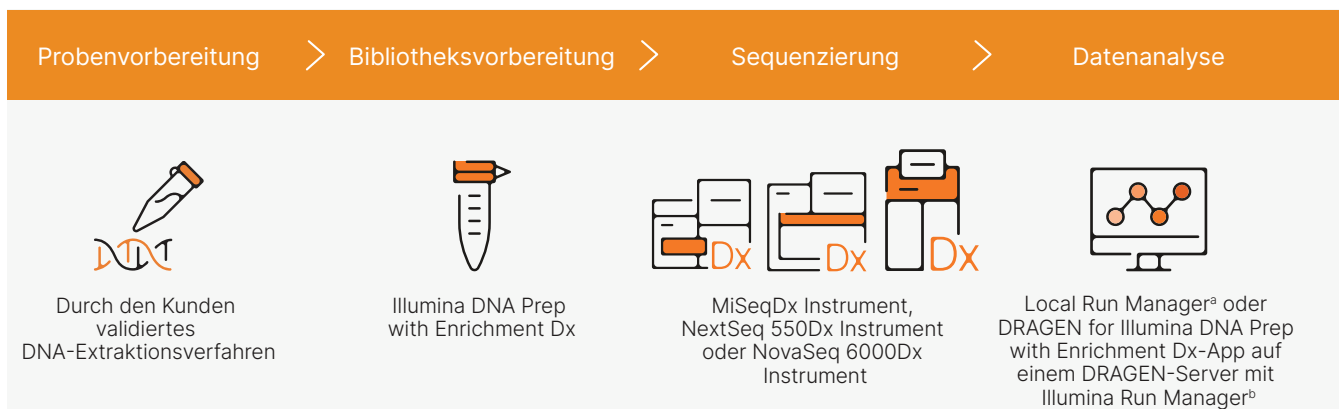 Probenvorbereitung
Bibliotheksvorbereitung
Sequenzierung
Datenanalyse
Dx
Dx
Dx
Durch den Kunden
validiertes
DNA-Extraktionsverfahren
Illumina DNA Prep
with Enrichment Dx
MiSeqDx Instrument,
NextSeq 550Dx Instrument
oder NovaSeq 6000Dx
Instrument
Local Run Managerᵃ oder
DRAGEN for Illumina DNA Prep
with Enrichment Dx-App auf
einem DRAGEN-Server mit
Illumina Run Managerᵇ